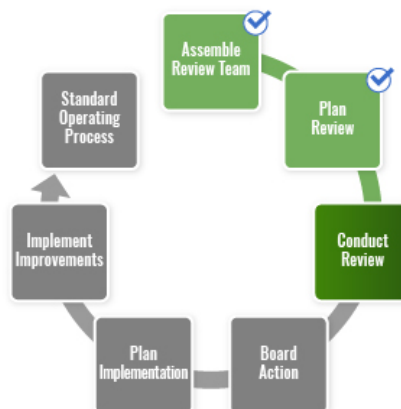 Assemble
Review Team
Plan
Review
Conduct
Review
Board
Action
Plan
Implementation
Implement
Improvements
Standard
Operating
Process